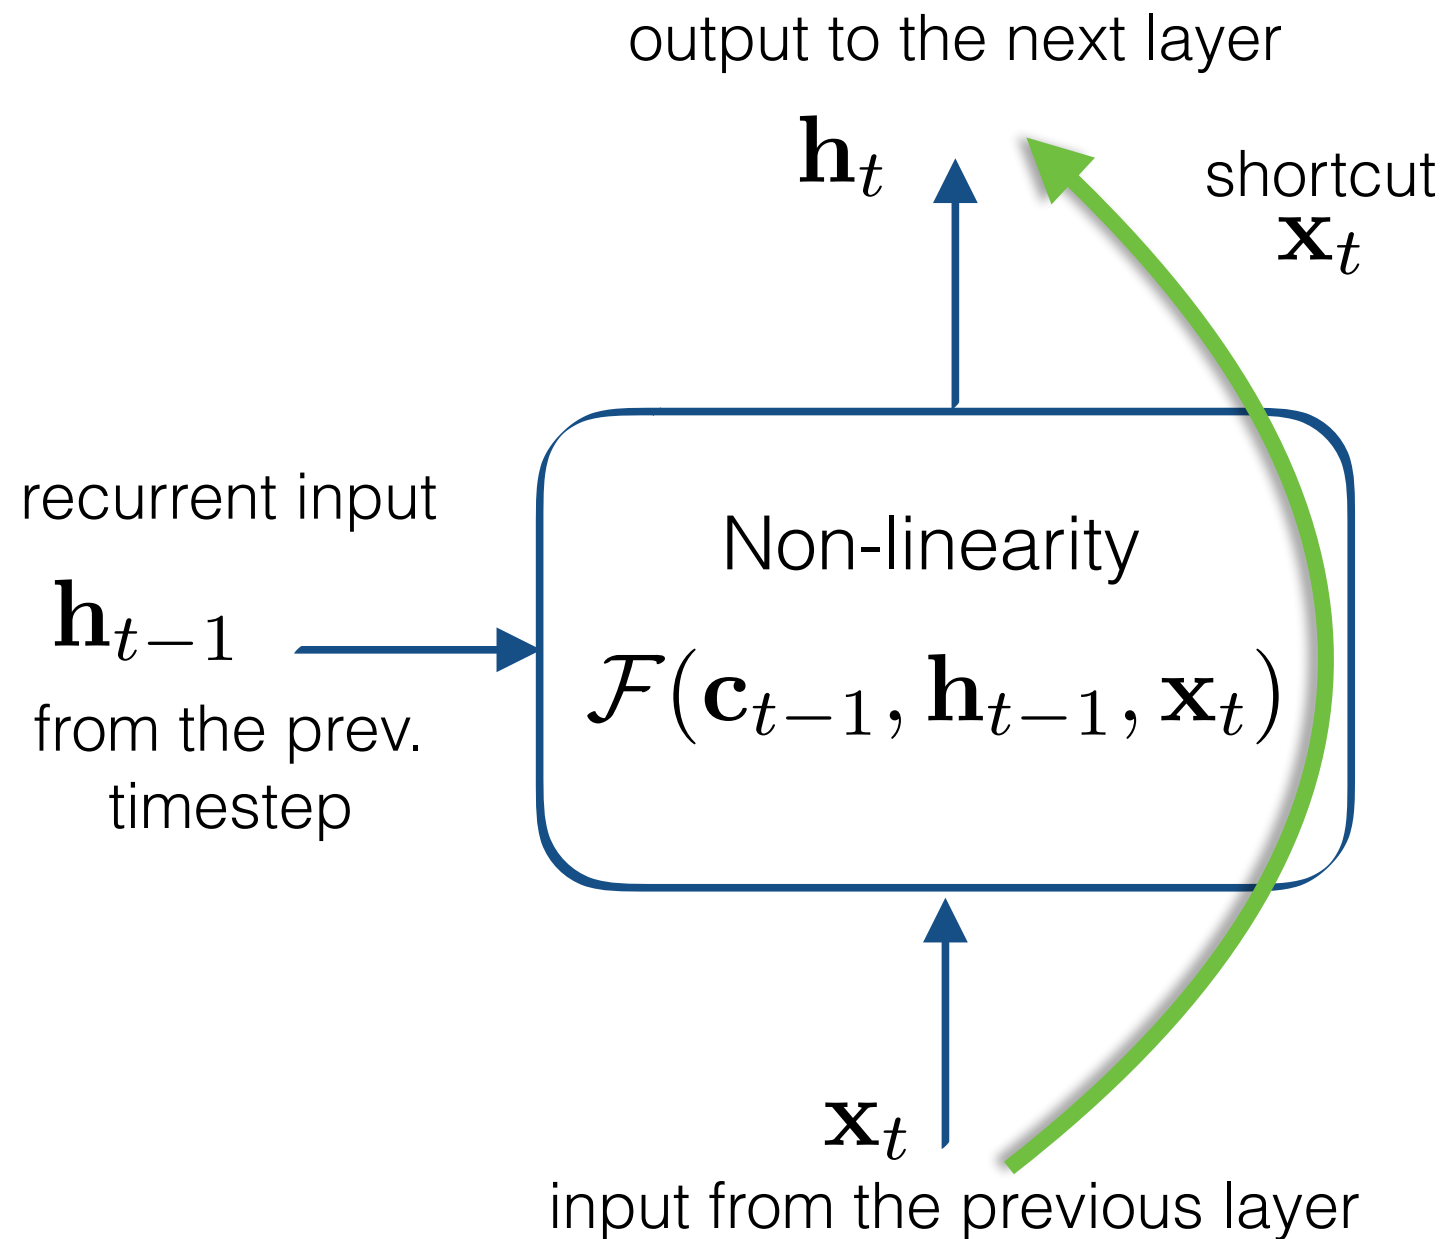 output to the next layer
h_t
shortcut
x_t
recurrent input
h_{t-1}
from the prev.
timestep
Non-linearity
\mathcal{F}(c_{t-1}, h_{t-1}, x_t)
x_t
input from the previous layer